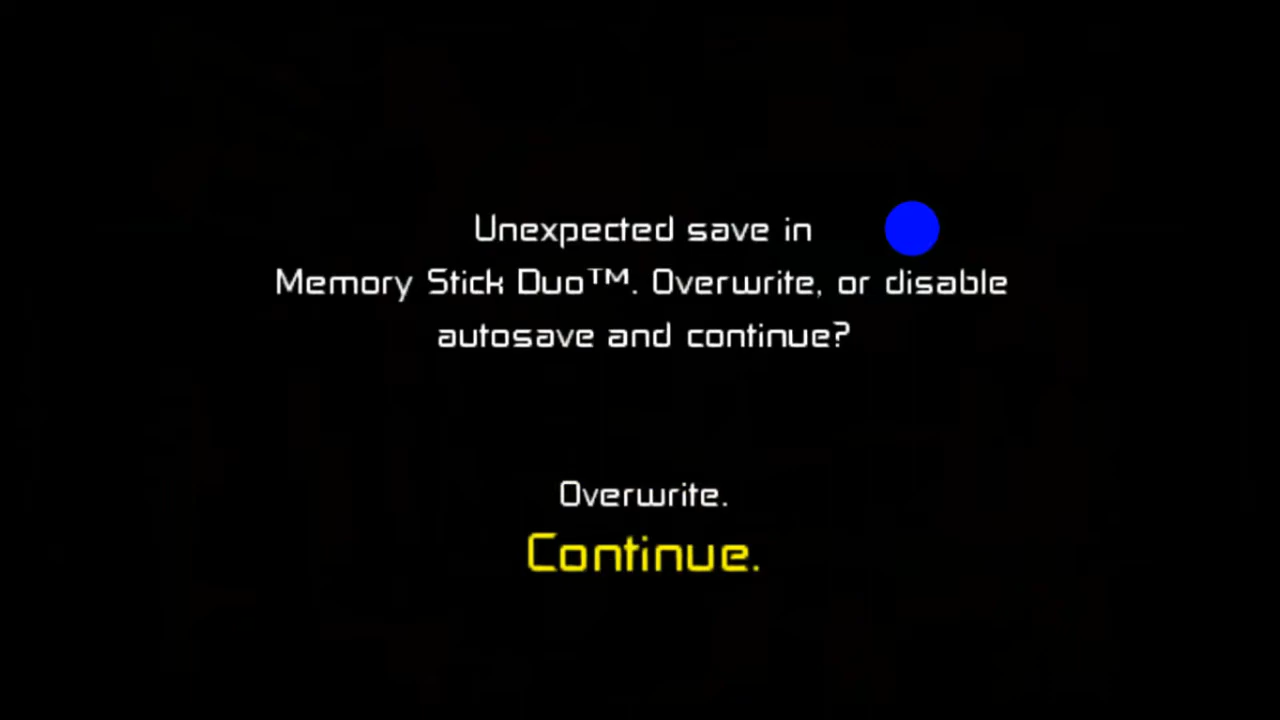 Unexpected save in
Memory Stick Duo™. Overwrite, or disable
autosave and continue?
Overwrite.
Continue.